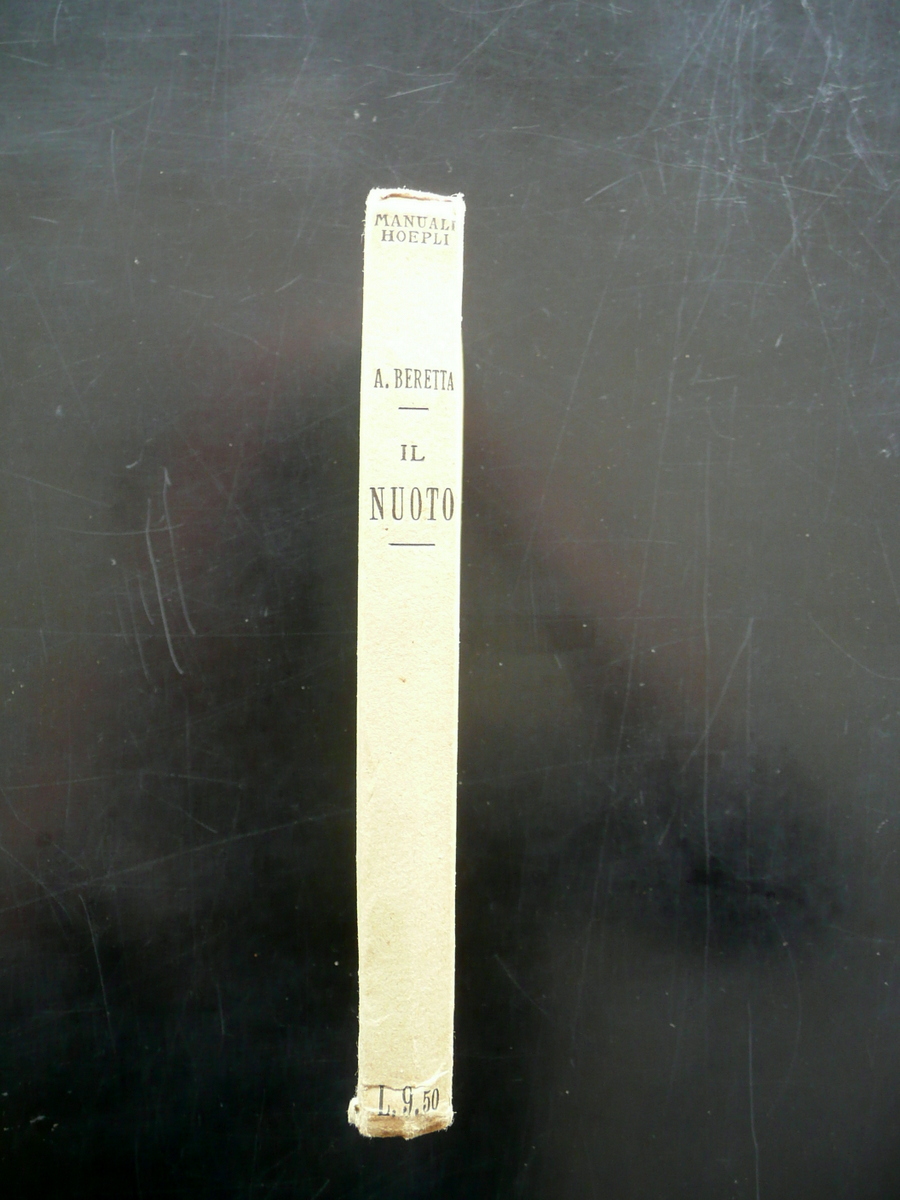 MANUALI
HOEPLI
A. BERETTA
IL
NUOTO
L. 9.50